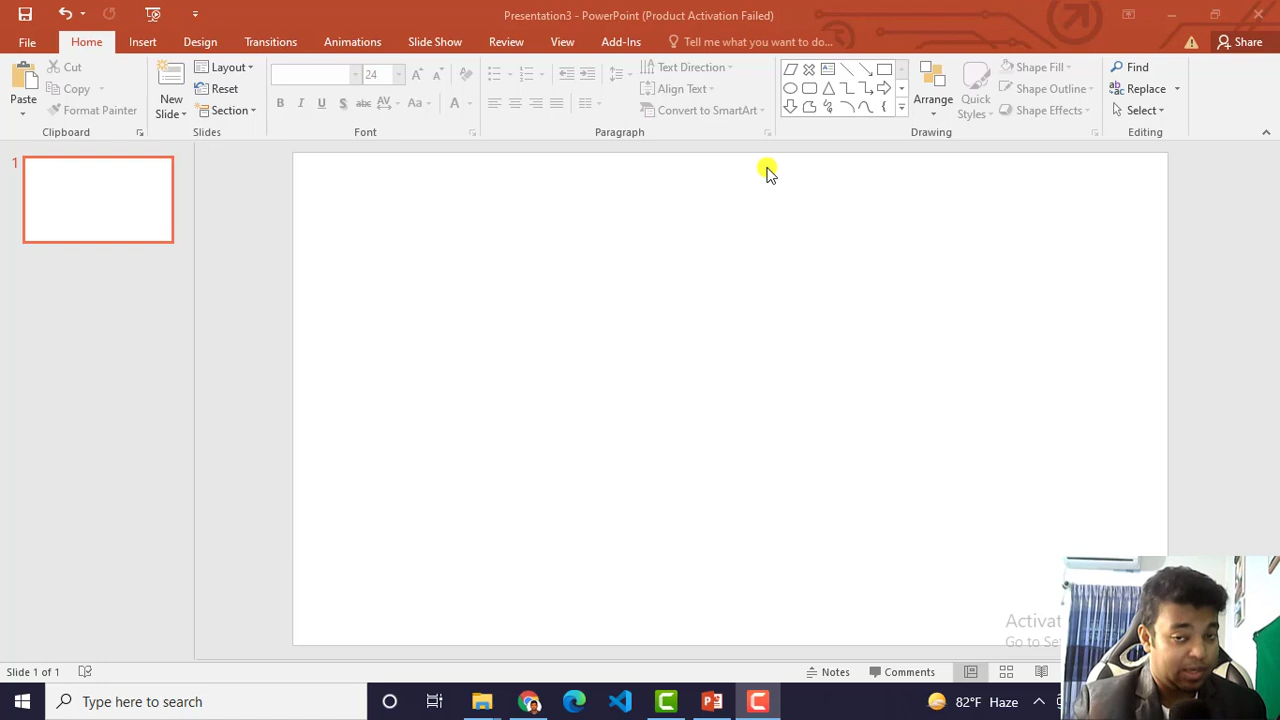 Presentation3 - PowerPoint (Product Activation Failed)
File Home Insert Design Transitions Animations Slide Show Review View Add-Ins Tell me what you want to do... Share
Paste Cut Copy Format Painter
Clipboard
New Slide Layout Reset Section
Slides
24
B I U S abc AV Aa A
Font
Text Direction
Align Text
Convert to SmartArt
Paragraph
Arrange Quick Styles
Shape Fill
Shape Outline
Shape Effects
Drawing
Find
Replace
Select
Editing
1
Go to
Slide 1 of 1 Notes Comments
Type here to search 82°F Haze